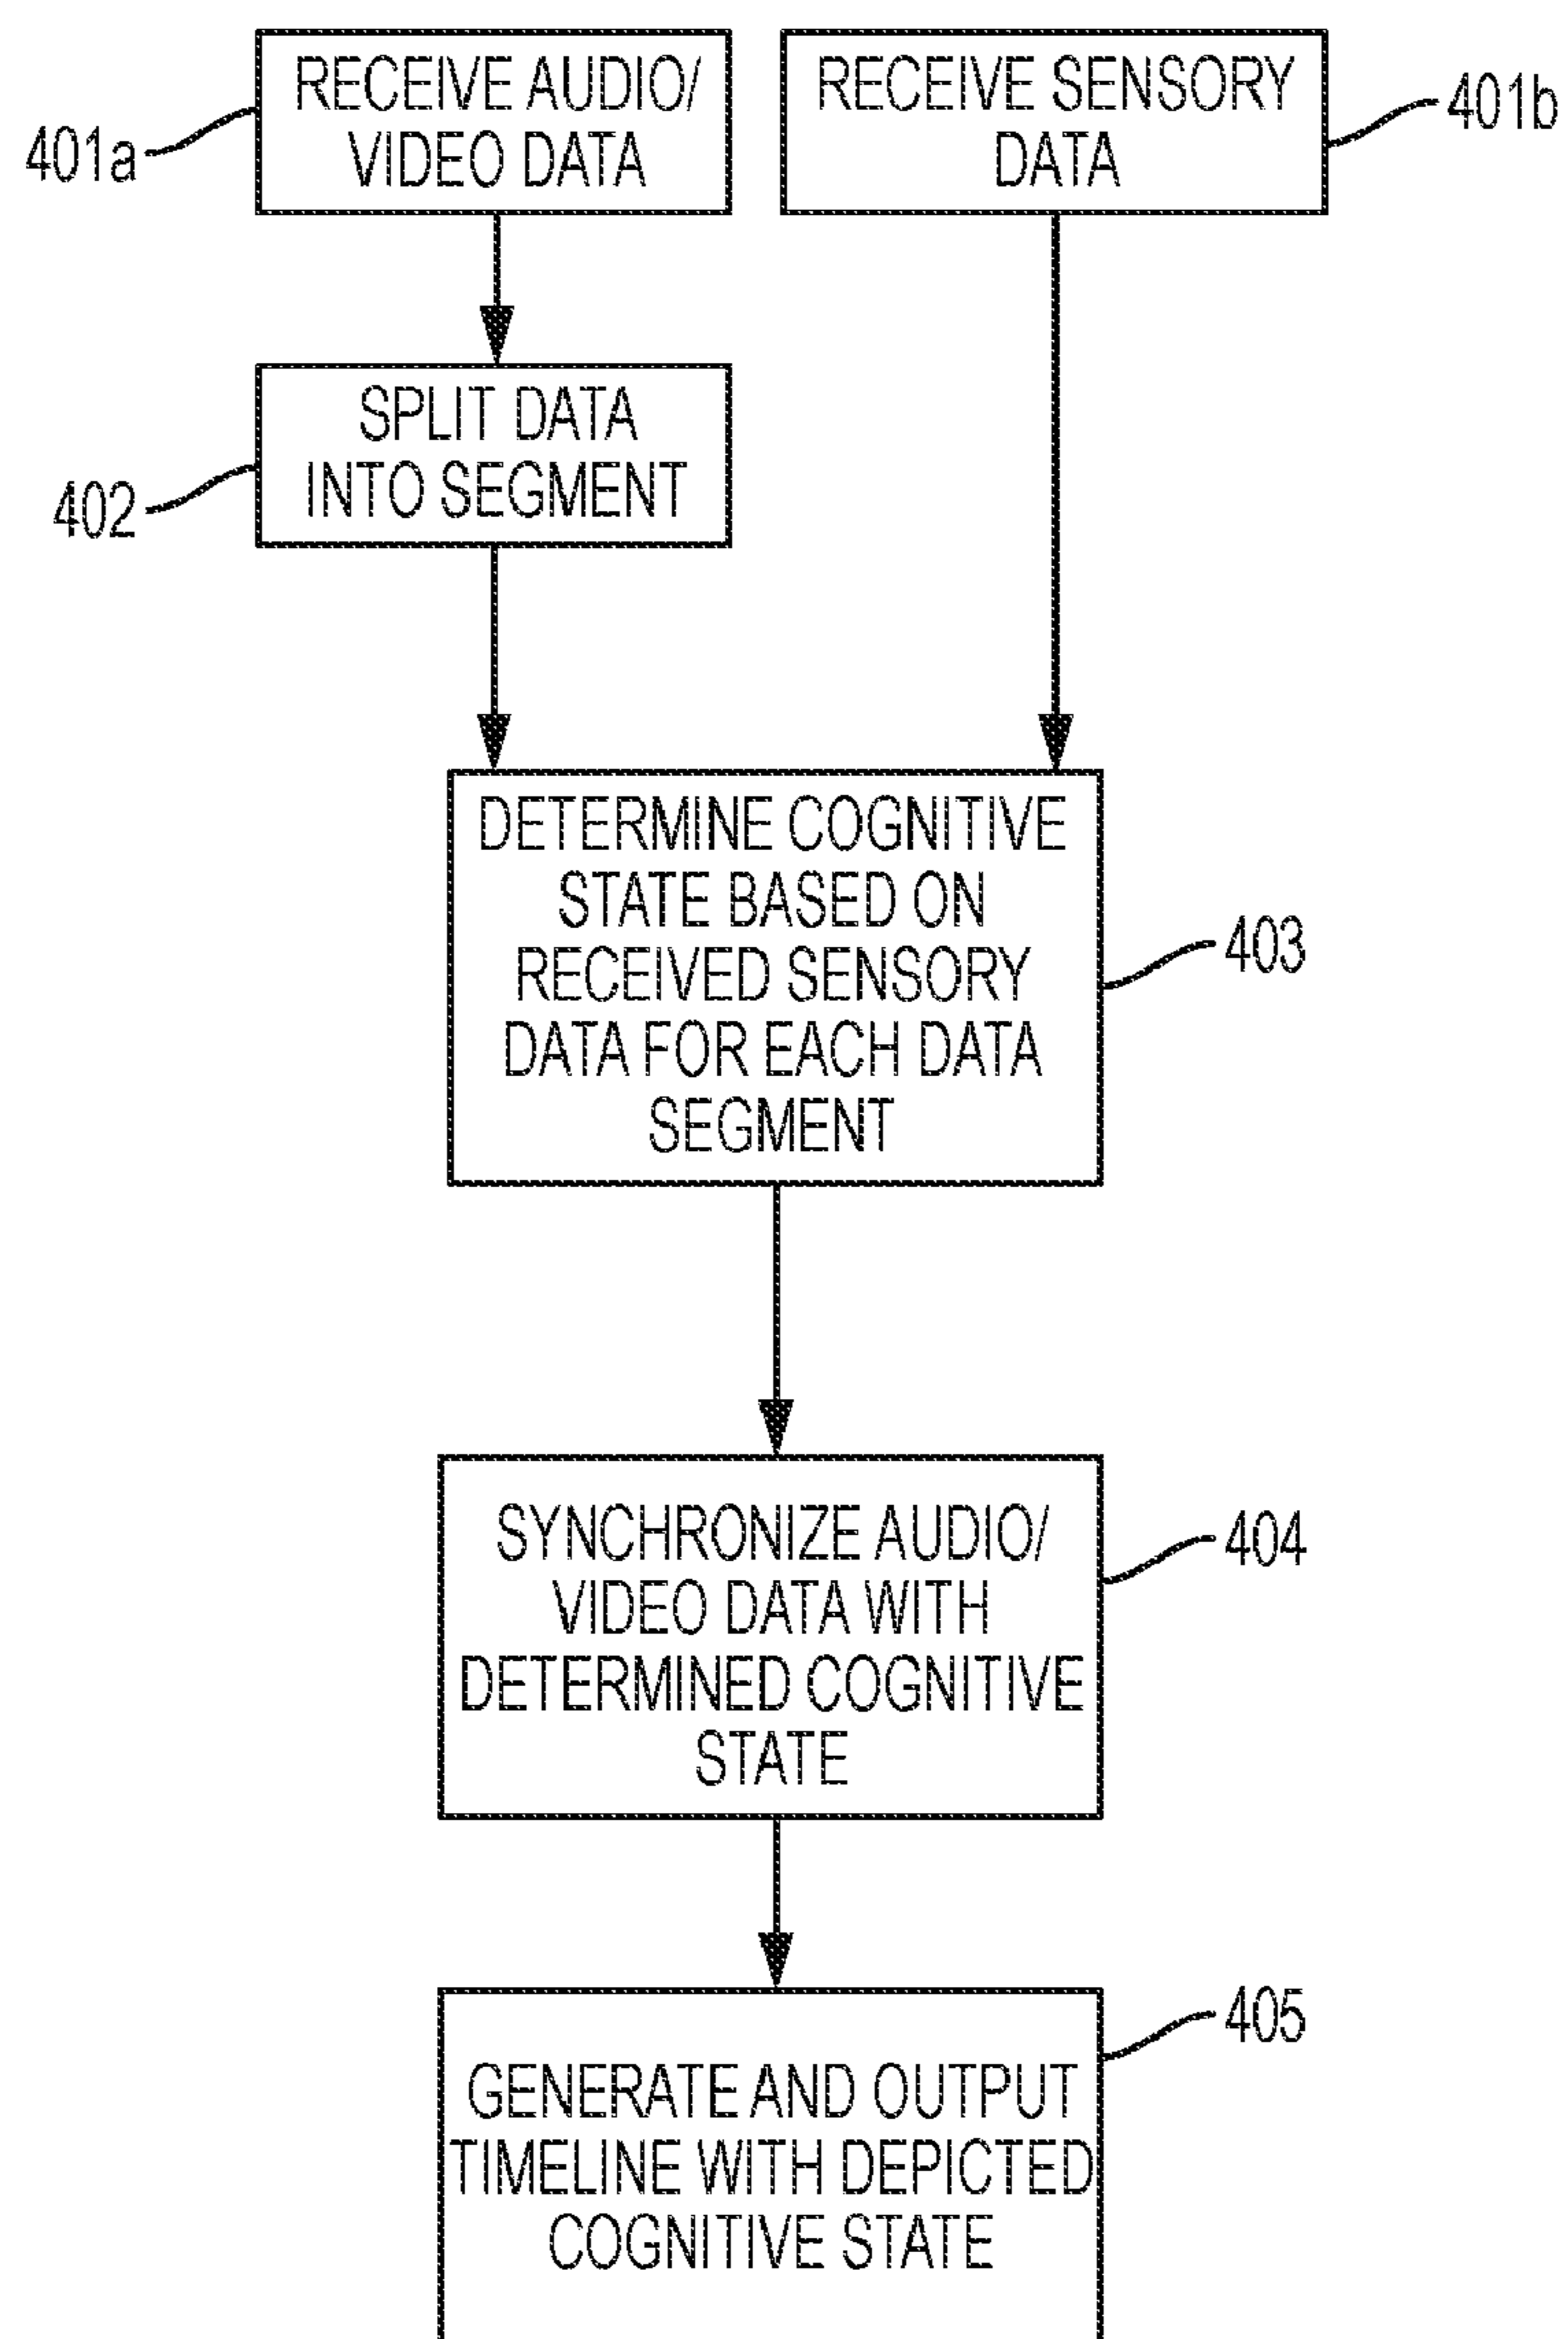 RECEIVE AUDIO/
VIDEO DATA
401a
RECEIVE SENSORY
DATA
401b
SPLIT DATA
INTO SEGMENT
402
DETERMINE COGNITIVE
STATE BASED ON
RECEIVED SENSORY
DATA FOR EACH DATA
SEGMENT
403
SYNCHRONIZE AUDIO/
VIDEO DATA WITH
DETERMINED COGNITIVE
STATE
404
GENERATE AND OUTPUT
TIMELINE WITH DEPICTED
COGNITIVE STATE
405